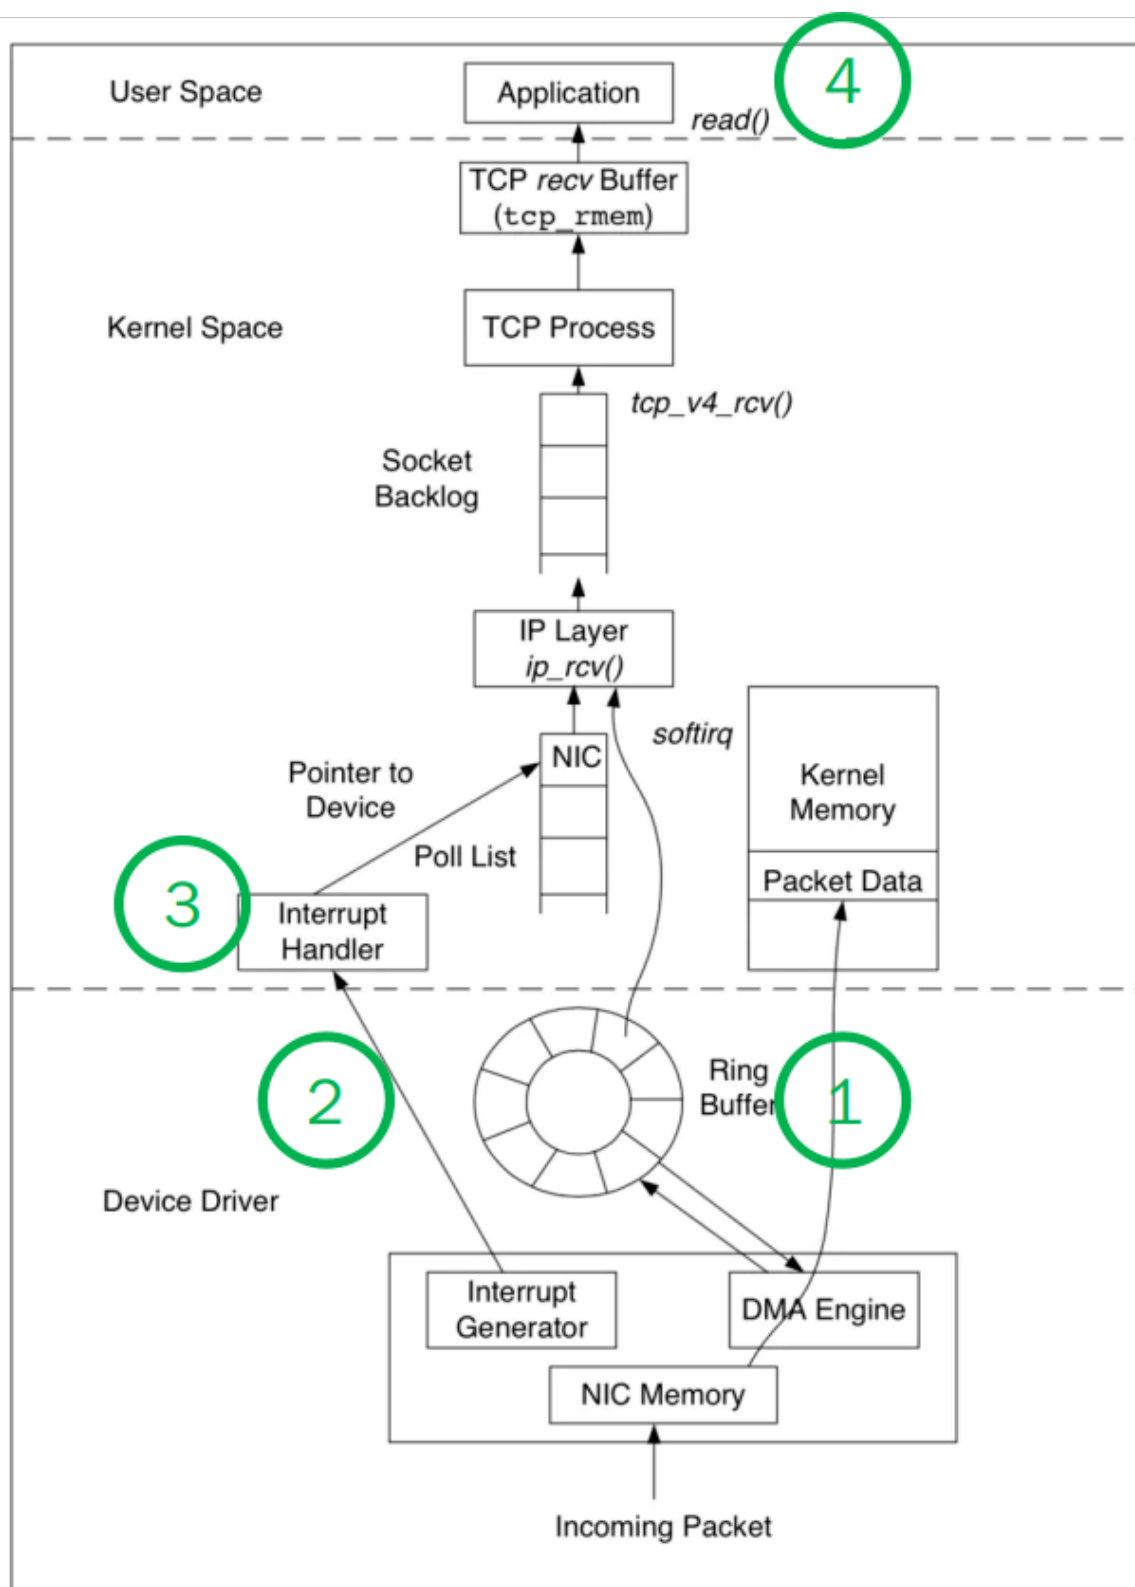 4
User Space
Application
read()
TCP recv Buffer
(tcp_rmem)
Kernel Space
TCP Process
tcp_v4_rcv()
Socket
Backlog
IP Layer
ip_rcv()
softirq
NIC
Pointer to
Device
Kernel
Memory
Poll List
Packet Data
3
Interrupt
Handler
2
Ring
Buffer
1
Device Driver
Interrupt
Generator
DMA Engine
NIC Memory
Incoming Packet